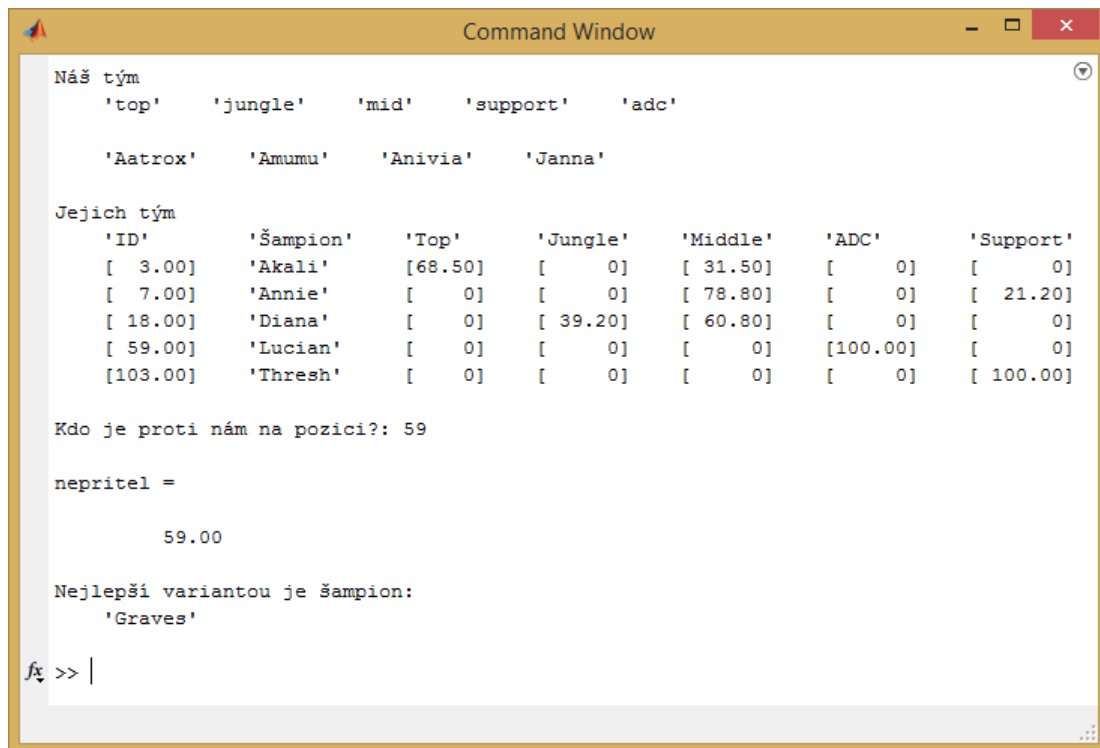 Command Window
Náš tým
'top' 'jungle' 'mid' 'support' 'adc'
'Aatrox' 'Amumu' 'Anivia' 'Janna'
Jejich tým
'ID' 'Šampion' 'Top' 'Jungle' 'Middle' 'ADC' 'Support'
[ 3.00] 'Akali' [68.50] [ 0] [ 31.50] [ 0] [ 0]
[ 7.00] 'Annie' [ 0] [ 0] [ 78.80] [ 0] [ 21.20]
[ 18.00] 'Diana' [ 0] [ 39.20] [ 60.80] [ 0] [ 0]
[ 59.00] 'Lucian' [ 0] [ 0] [ 0] [100.00] [ 0]
[103.00] 'Thresh' [ 0] [ 0] [ 0] [ 0] [ 100.00]
Kdo je proti nám na pozici?: 59
nepritel =
59.00
Nejlepší variantou je šampion:
'Graves'
fx >>